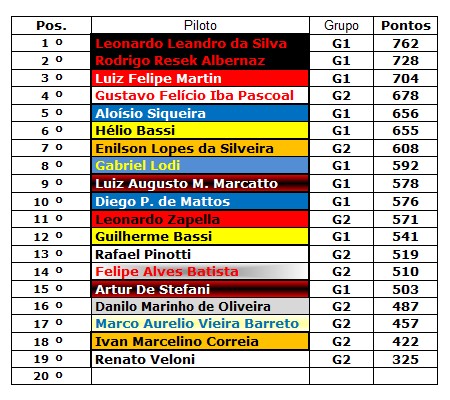 Pos. Piloto Grupo Pontos
1 º Leonardo Leandro da Silva G1 762
2 º Rodrigo Resek Albernaz G1 728
3 º Luiz Felipe Martin G1 704
4 º Gustavo Felício Iba Pascoal G2 678
5 º Aloísio Siqueira G1 656
6 º Hélio Bassi G1 655
7 º Enilson Lopes da Silveira G2 608
8 º Gabriel Lodi G1 592
9 º Luiz Augusto M. Marcatto G1 578
10 º Diego P. de Mattos G1 576
11 º Leonardo Zapella G2 571
12 º Guilherme Bassi G1 541
13 º Rafael Pinotti G2 519
14 º Felipe Alves Batista G2 510
15 º Artur De Stefani G1 503
16 º Danilo Marinho de Oliveira G2 487
17 º Marco Aurelio Vieira Barreto G2 457
18 º Ivan Marcelino Correia G2 422
19 º Renato Veloni G2 325
20 º